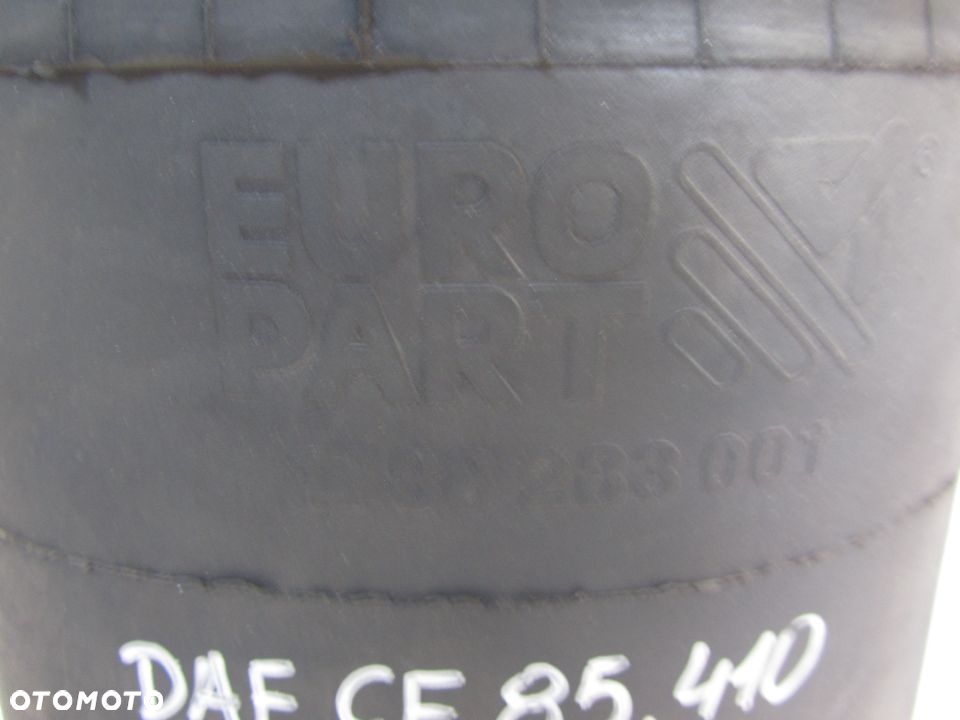 EURO
PART
283 001
DAF CF 85.410
OTOMOTO